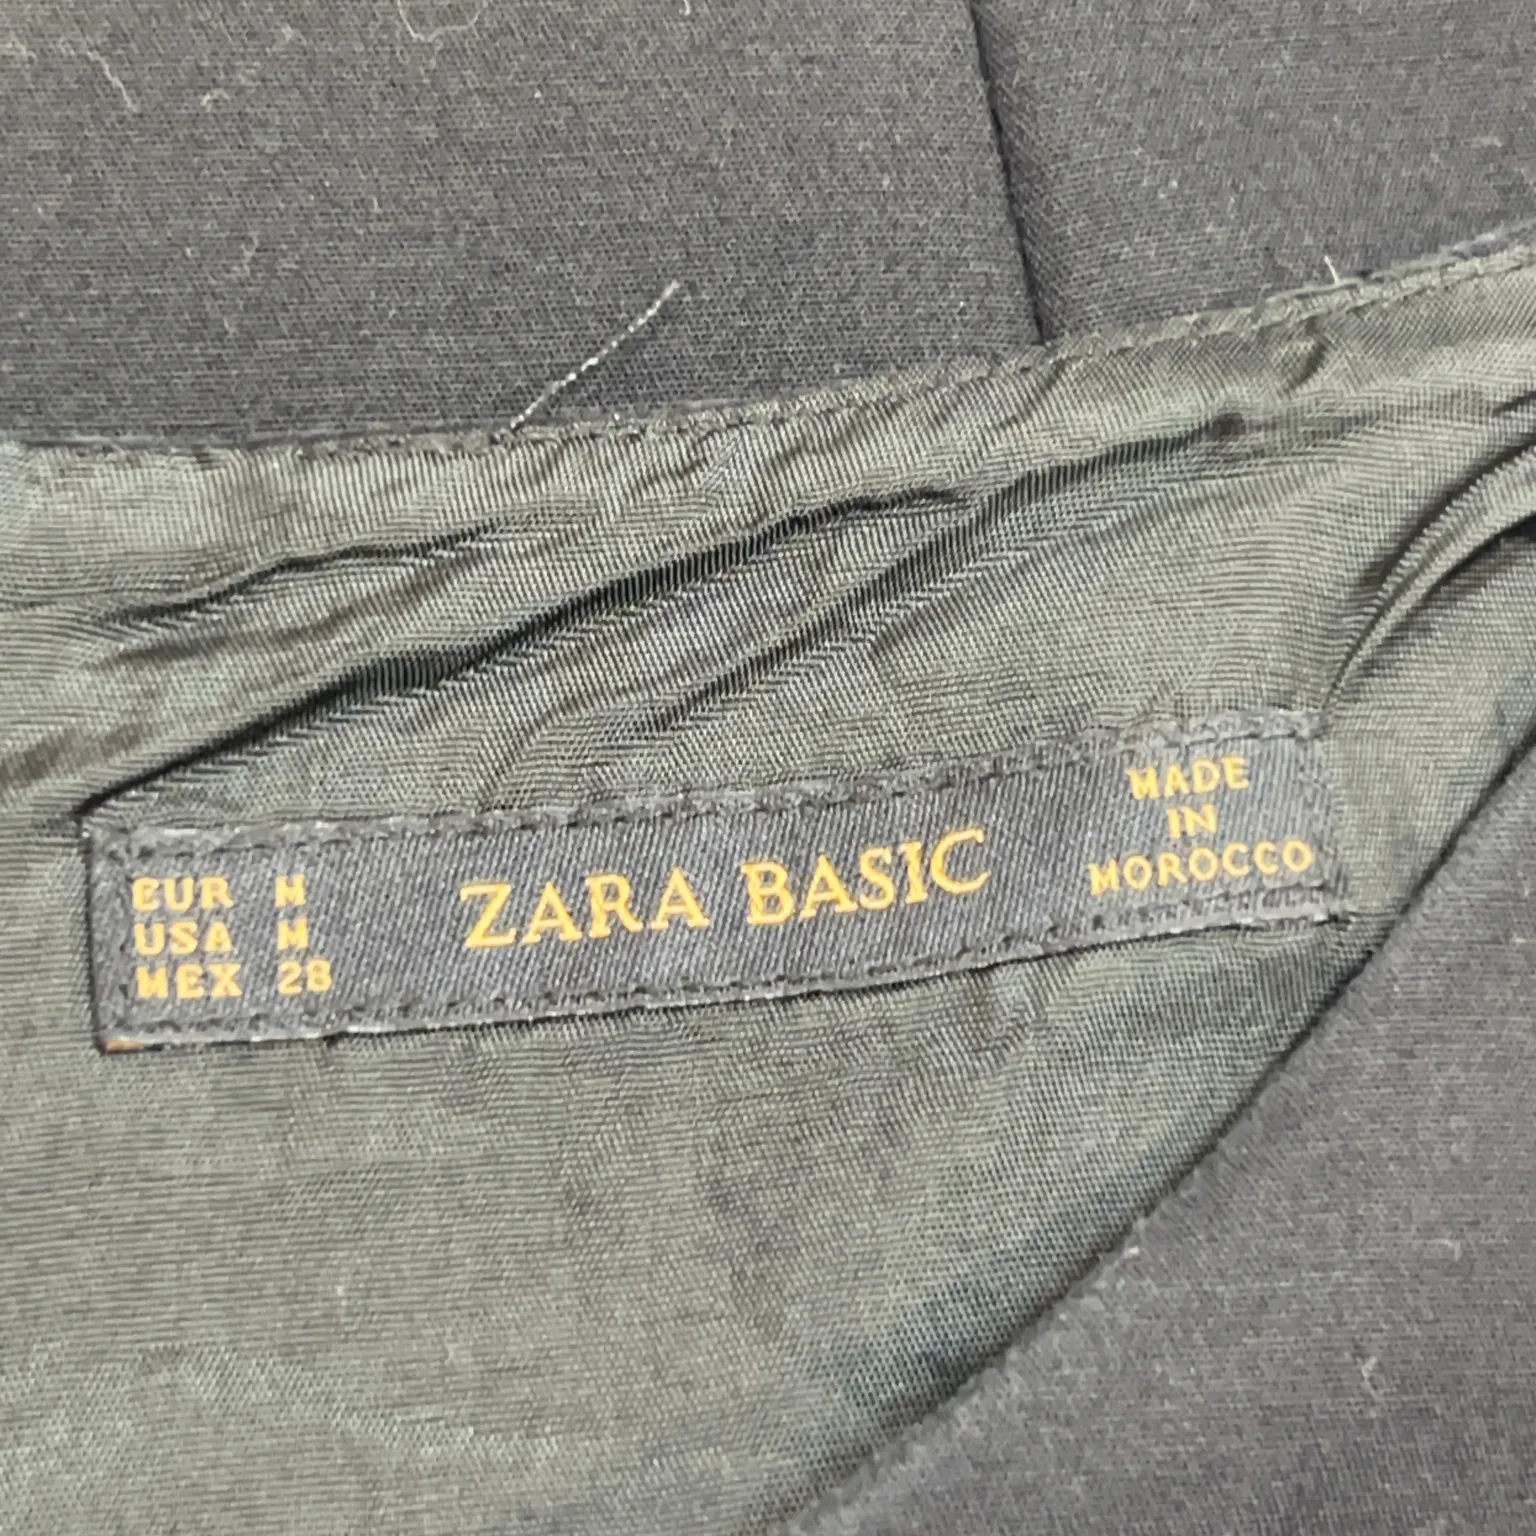 EUR M
USA M
MEX 28
ZARA BASIC
MADE
IN
MOROCCO